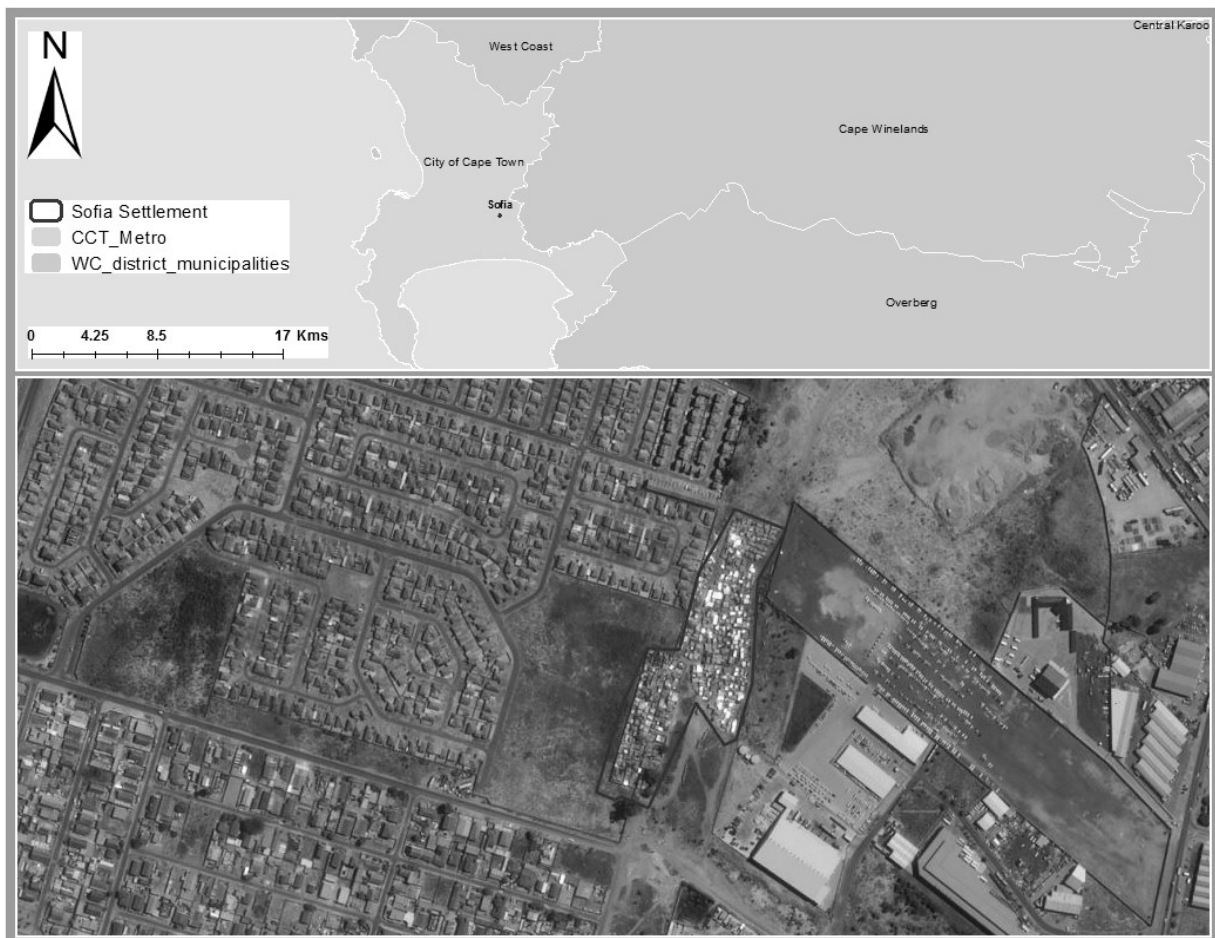 West Coast
Central Karoo
N
Cape Winelands
City of Cape Town
Sofia
Sofia Settlement
CCT_Metro
WC_district_municipalities
Overberg
0 4.25 8.5 17 Kms